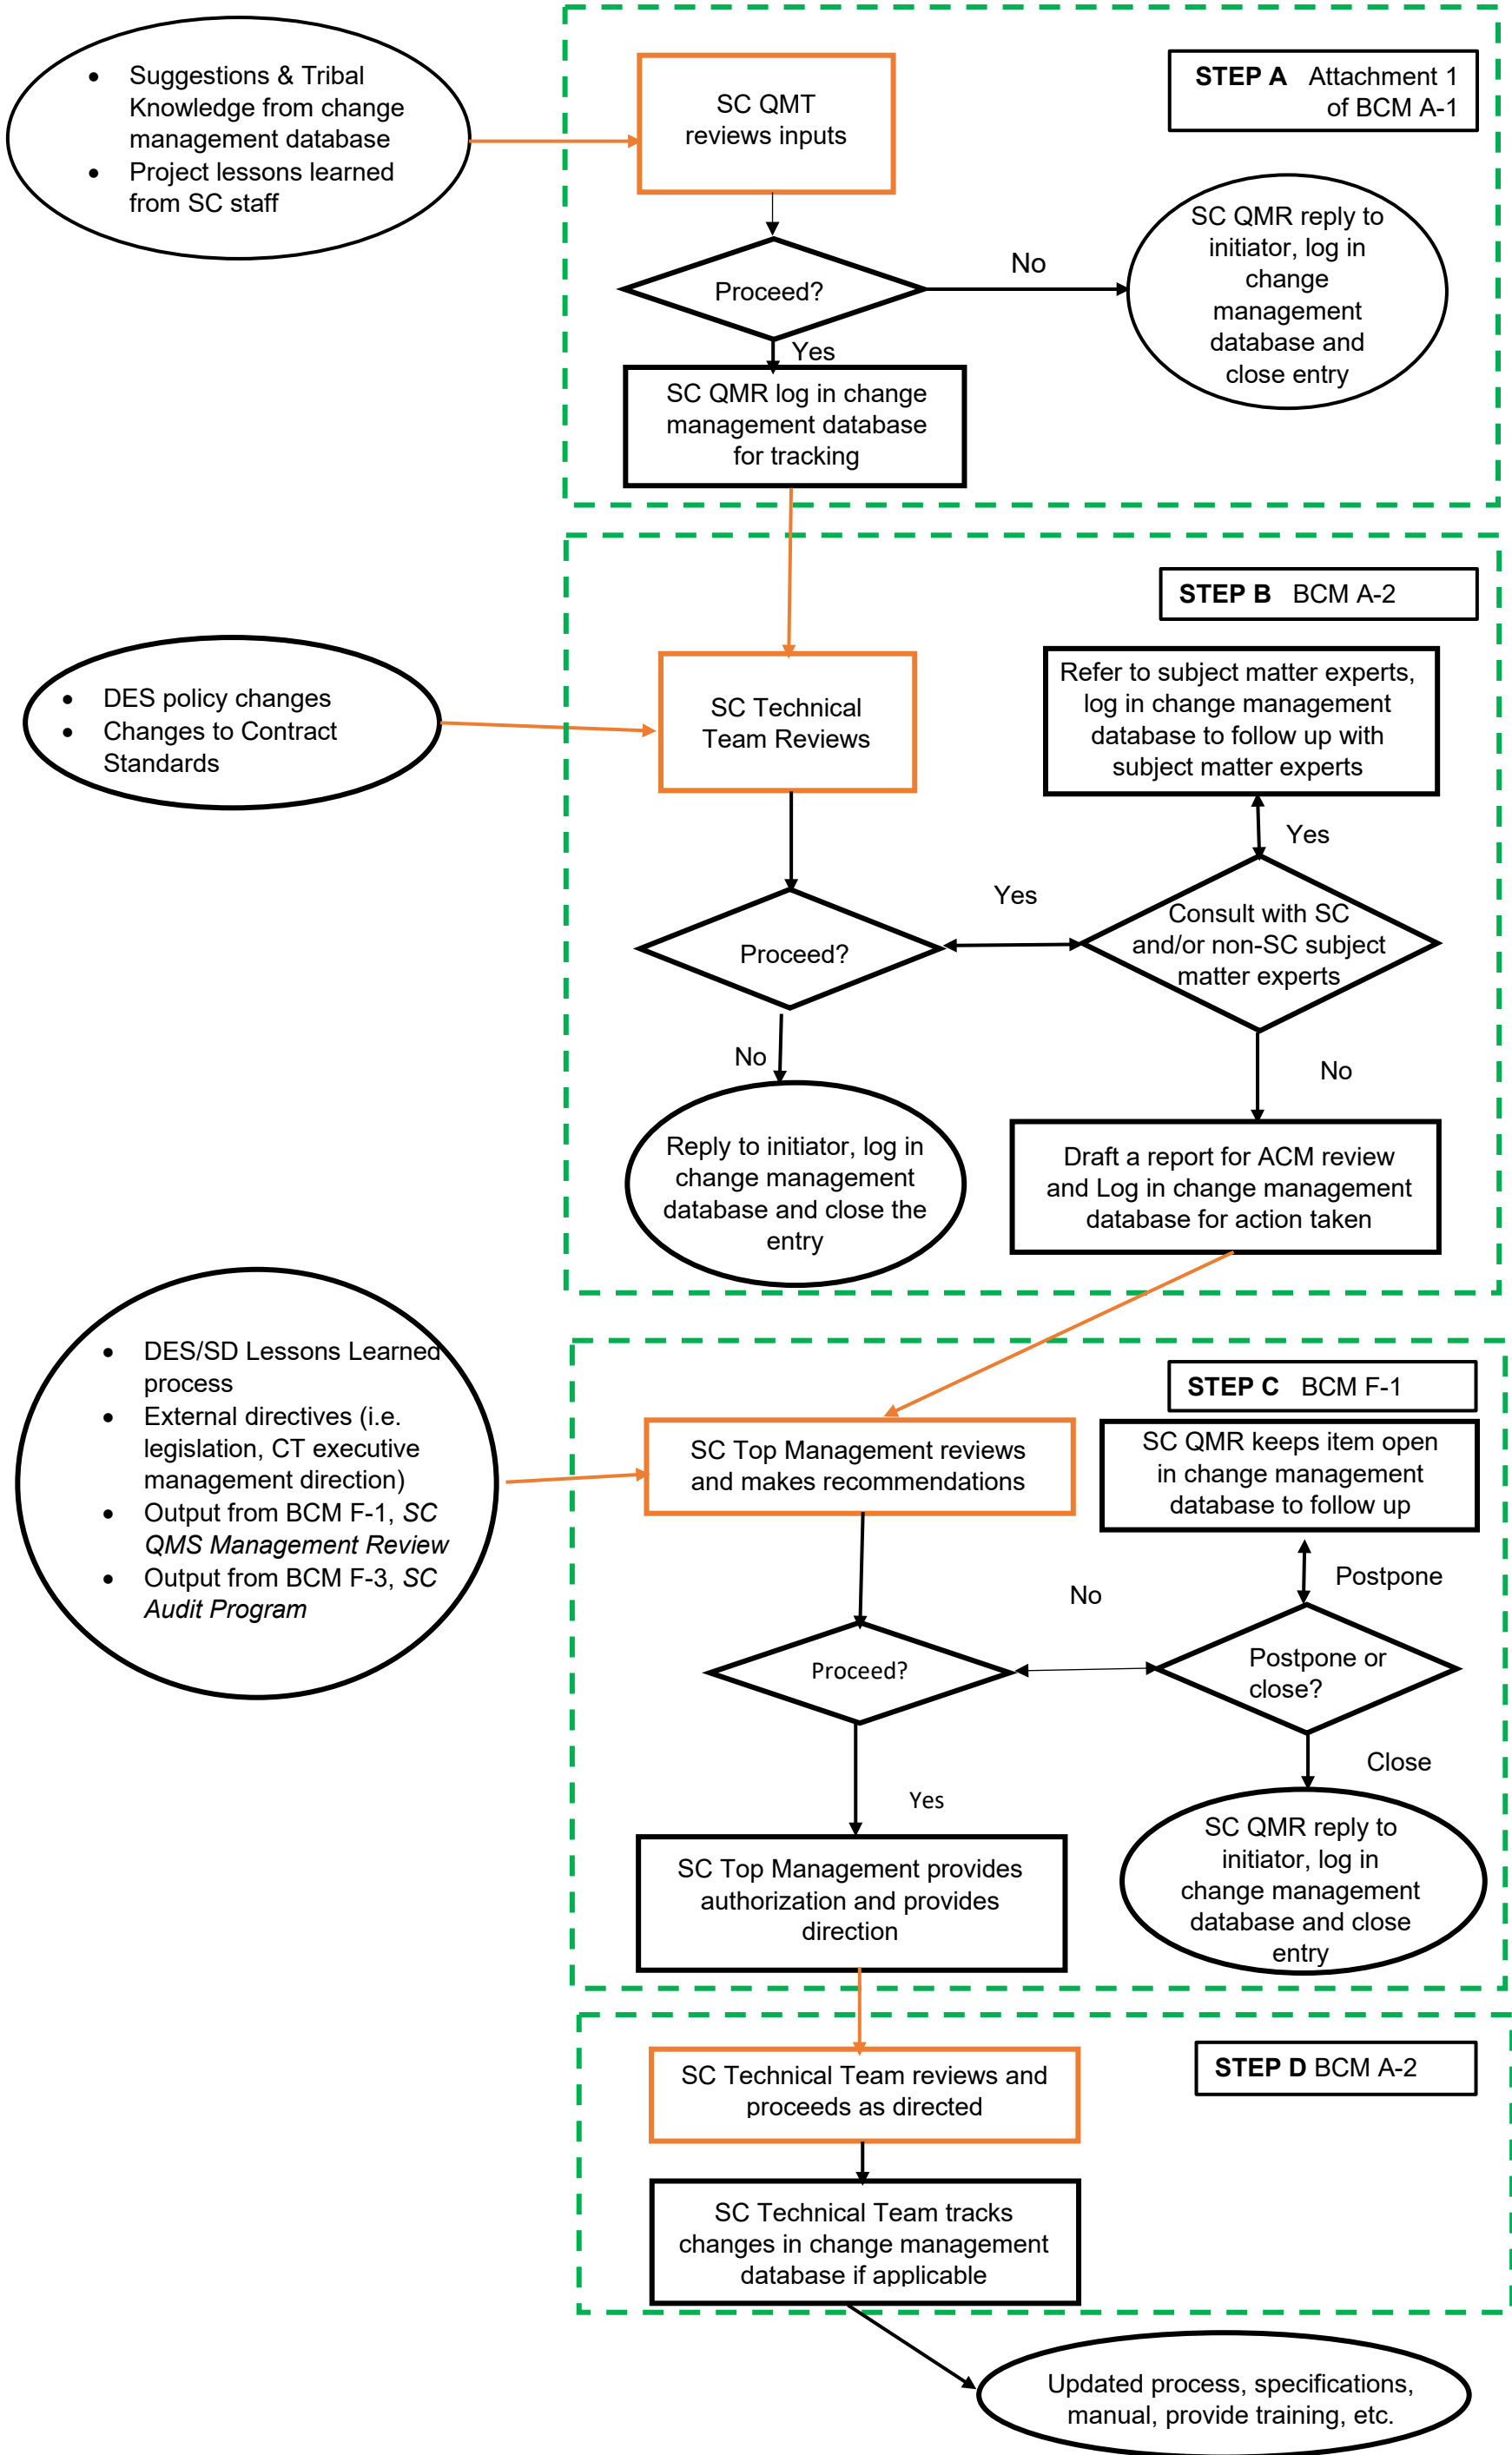 • Suggestions & Tribal
Knowledge from change
management database
• Project lessons learned
from SC staff
SC QMT
reviews inputs
STEP A Attachment 1
of BCM A-1
Proceed?
No
SC QMR reply to
initiator, log in
change
management
database and
close entry
Yes
SC QMR log in change
management database
for tracking
STEP B BCM A-2
• DES policy changes
• Changes to Contract
Standards
SC Technical
Team Reviews
Refer to subject matter experts,
log in change management
database to follow up with
subject matter experts
Yes
Proceed?
Yes
Consult with SC
and/or non-SC subject
matter experts
No
No
Reply to initiator, log in
change management
database and close the
entry
Draft a report for ACM review
and Log in change management
database for action taken
• DES/SD Lessons Learned
process
• External directives (i.e.
legislation, CT executive
management direction)
• Output from BCM F-1, SC
QMS Management Review
• Output from BCM F-3, SC
Audit Program
STEP C BCM F-1
SC Top Management reviews
and makes recommendations
SC QMR keeps item open
in change management
database to follow up
Postpone
No
Proceed?
Postpone or
close?
Close
Yes
SC Top Management provides
authorization and provides
direction
SC QMR reply to
initiator, log in
change management
database and close
entry
STEP D BCM A-2
SC Technical Team reviews and
proceeds as directed
SC Technical Team tracks
changes in change management
database if applicable
Updated process, specifications,
manual, provide training, etc.